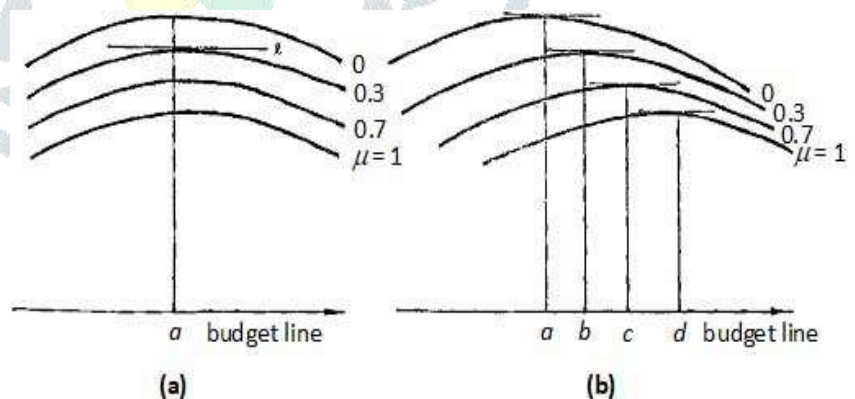 ℓ
0
0.3
0.7
μ = 1
a budget line
(a)
0
0.3
0.7
μ = 1
a b c d budget line
(b)